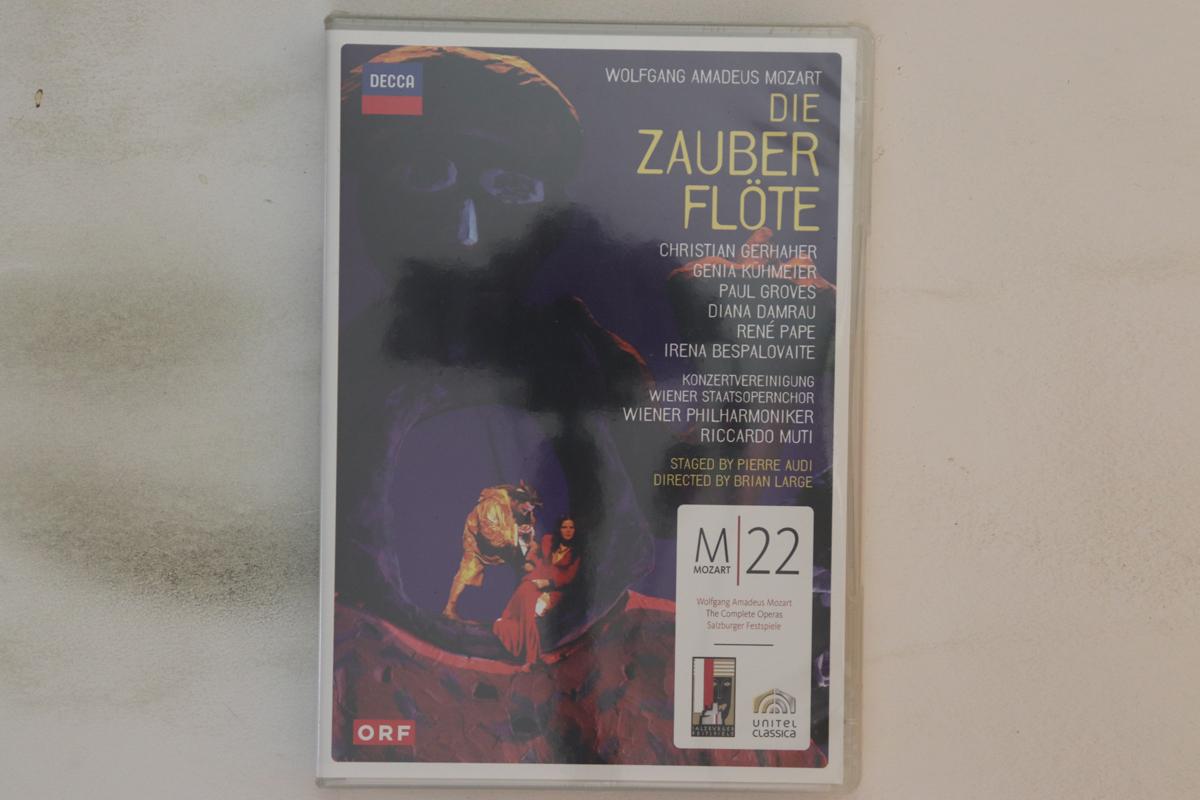 DECCA
WOLFGANG AMADEUS MOZART
DIE
ZAUBER
FLÖTE
CHRISTIAN GERHAHER
GENIA KÜHMEIER
PAUL GROVES
DIANA DAMRAU
RENÉ PAPE
IRENA BESPALOVAITE
KONZERTVEREINIGUNG
WIENER STAATSOPERNCHOR
WIENER PHILHARMONIKER
RICCARDO MUTI
STAGED BY PIERRE AUDI
DIRECTED BY BRIAN LARGE
M|22
MOZART
Wolfgang Amadeus Mozart
The Complete Operas
Salzburger Festspiele
SALZBURGER
FESTSPIELE
UNITEL
CLASSICA
ORF